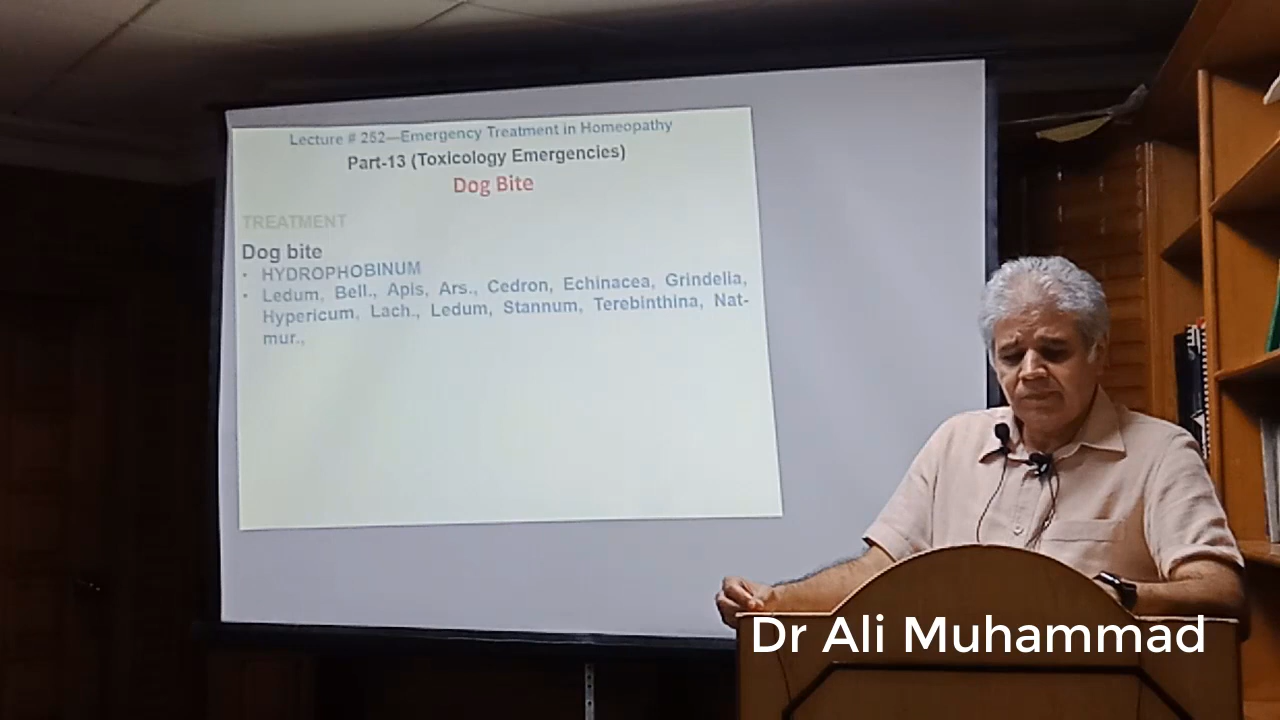 Lecture # 252—Emergency Treatment in Homeopathy
Part-13 (Toxicology Emergencies)
Dog Bite
TREATMENT
Dog bite
• HYDROPHOBINUM
• Ledum, Bell., Apis, Ars., Cedron, Echinacea, Grindelia,
Hypericum, Lach., Ledum, Stannum, Terebinthina, Nat-
mur.,
Dr Ali Muhammad